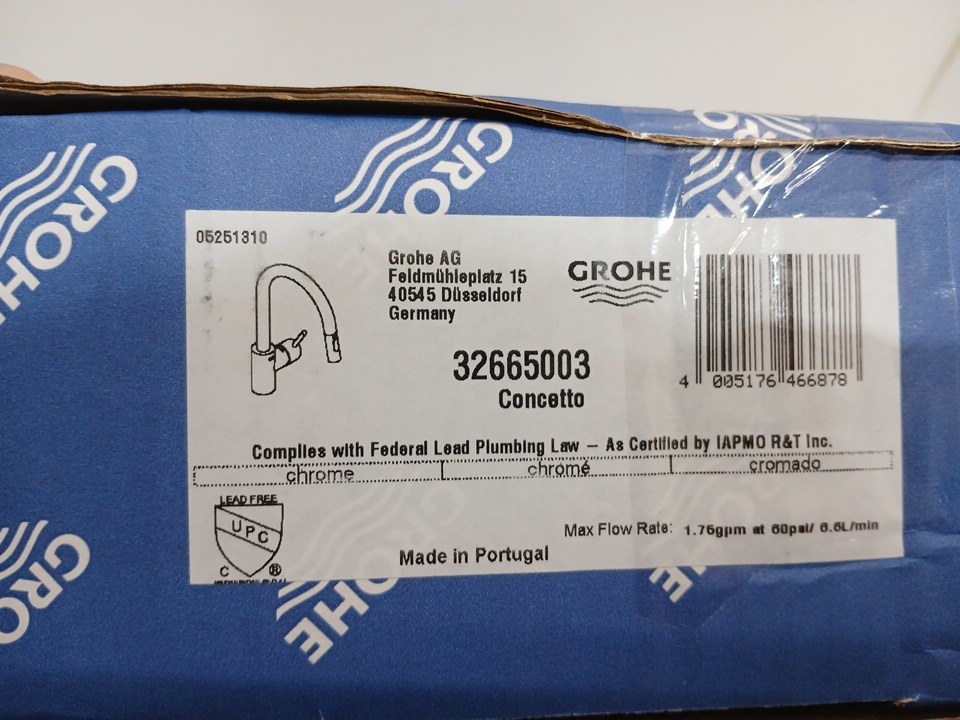 GROHE
GROHE
GROHE
05251310
Grohe AG
Feldmühleplatz 15
40545 Düsseldorf
Germany
GROHE
32665003
Concetto
4 005176 466878
Complies with Federal Lead Plumbing Law – As Certified by IAPMO R&T Inc.
chrome chromé cromado
LEAD FREE
UPC
C ®
Max Flow Rate: 1.75gpm at 60psi/ 6.6L/min
Made in Portugal
GROHE
GRO